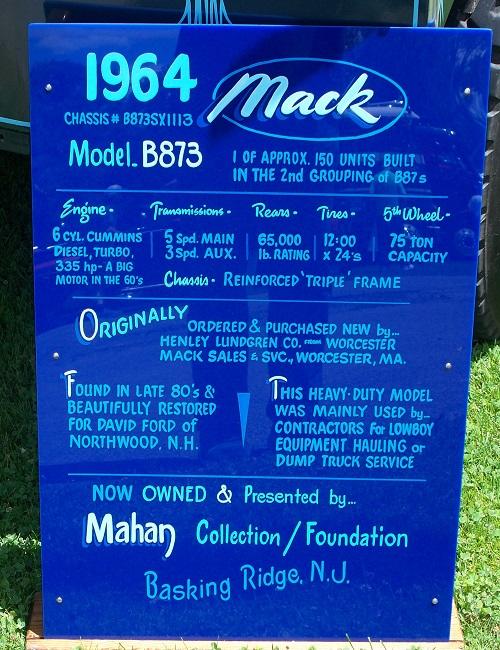 1964 Mack
CHASSIS# B873SX1113
Model. B873
1 OF APPROX. 150 UNITS BUILT
IN THE 2nd GROUPING of B87s
Engine -
6 CYL. CUMMINS
DIESEL, TURBO,
335 hp - A BIG
MOTOR IN THE 60's
Transmissions -
5 Spd. MAIN
3 Spd. AUX.
Rears -
65,000
lb. RATING
Tires -
12:00
x 24's
5th Wheel -
75 TON
CAPACITY
Chassis - REINFORCED 'TRIPLE' FRAME
ORIGINALLY ORDERED & PURCHASED NEW by...
HENLEY LUNDGREN CO. from WORCESTER
MACK SALES & SVC., WORCESTER, MA.
FOUND IN LATE 80's &
BEAUTIFULLY RESTORED
FOR DAVID FORD of
NORTHWOOD, N.H.
THIS HEAVY-DUTY MODEL
WAS MAINLY USED by...
CONTRACTORS For LOWBOY
EQUIPMENT HAULING or
DUMP TRUCK SERVICE
NOW OWNED & Presented by...
Mahan Collection / Foundation
Basking Ridge, N.J.